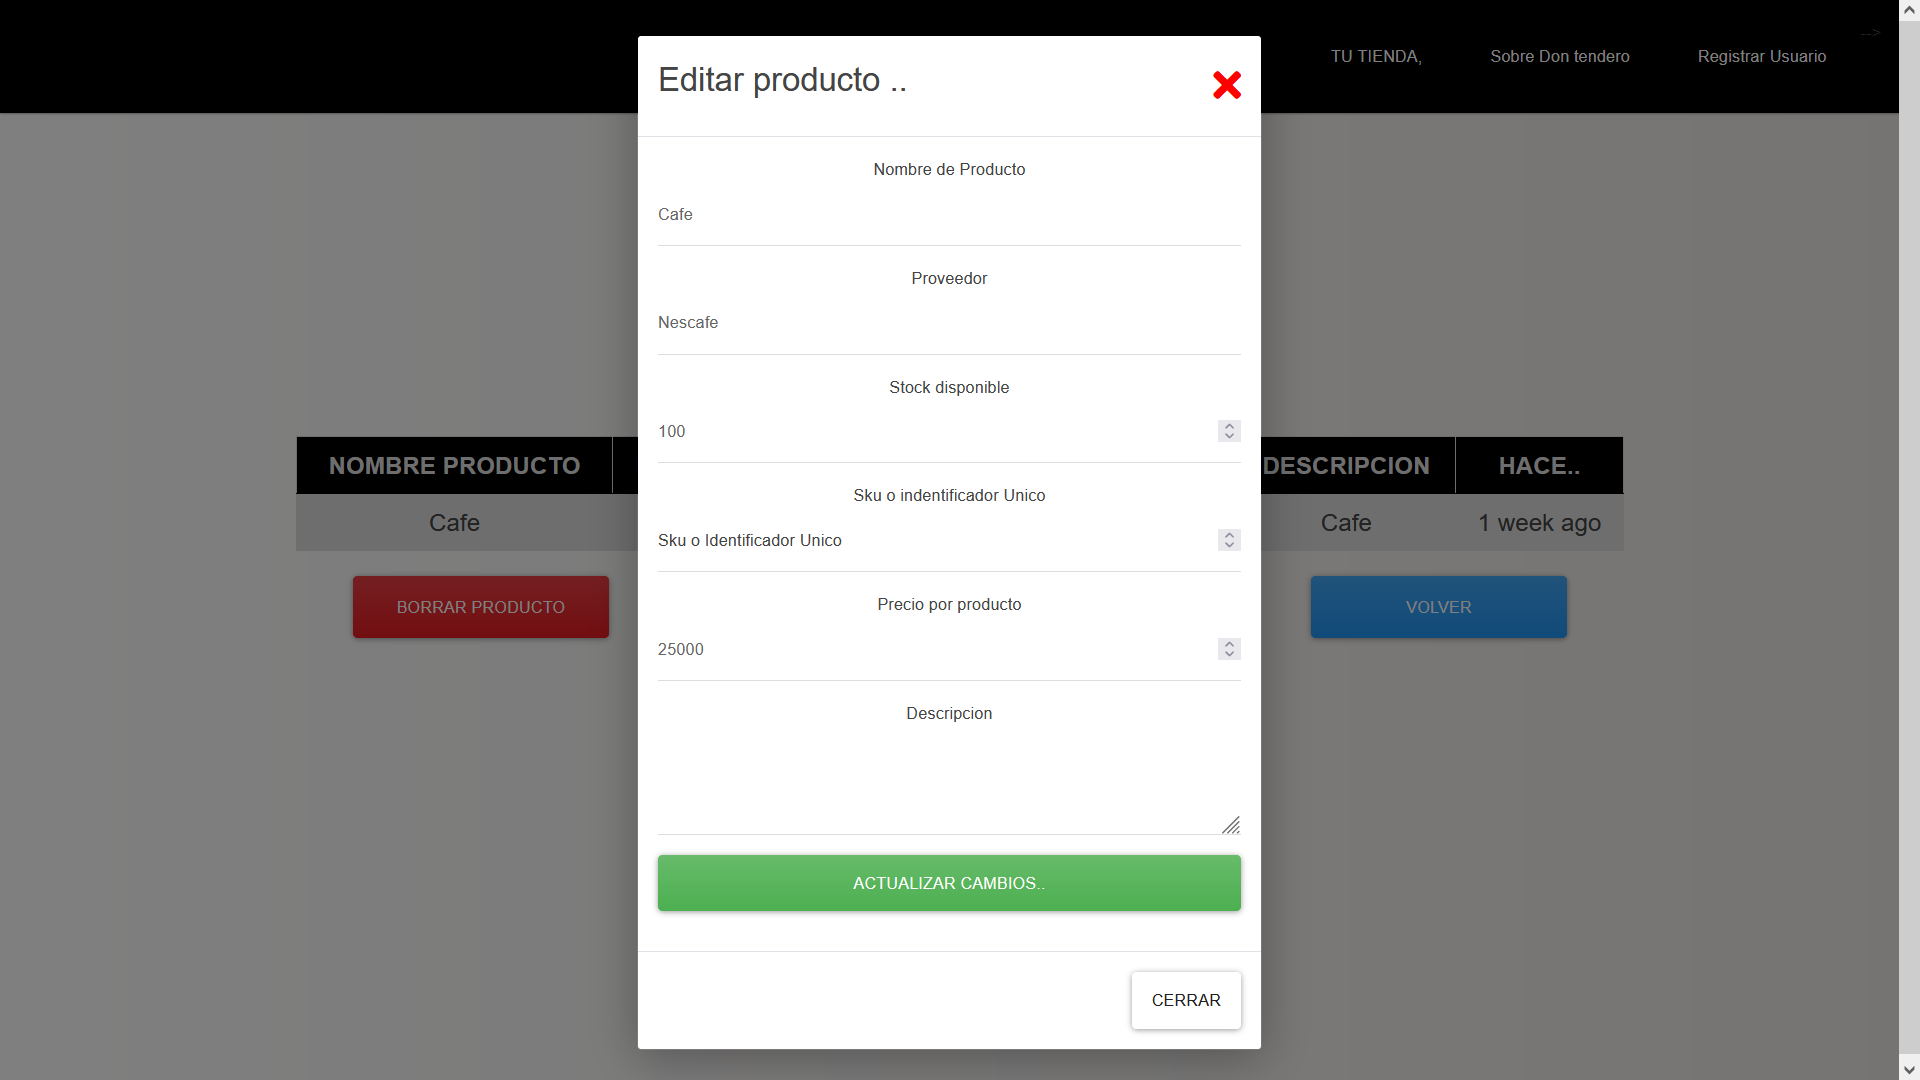 -->
TU TIENDA,
Sobre Don tendero
Registrar Usuario
Editar producto ..
Nombre de Producto
Cafe
Proveedor
Nescafe
Stock disponible
100
Sku o indentificador Unico
Sku o Identificador Unico
Precio por producto
25000
Descripcion
ACTUALIZAR CAMBIOS..
CERRAR
NOMBRE PRODUCTO
DESCRIPCION
HACE..
Cafe
Cafe
1 week ago
BORRAR PRODUCTO
VOLVER